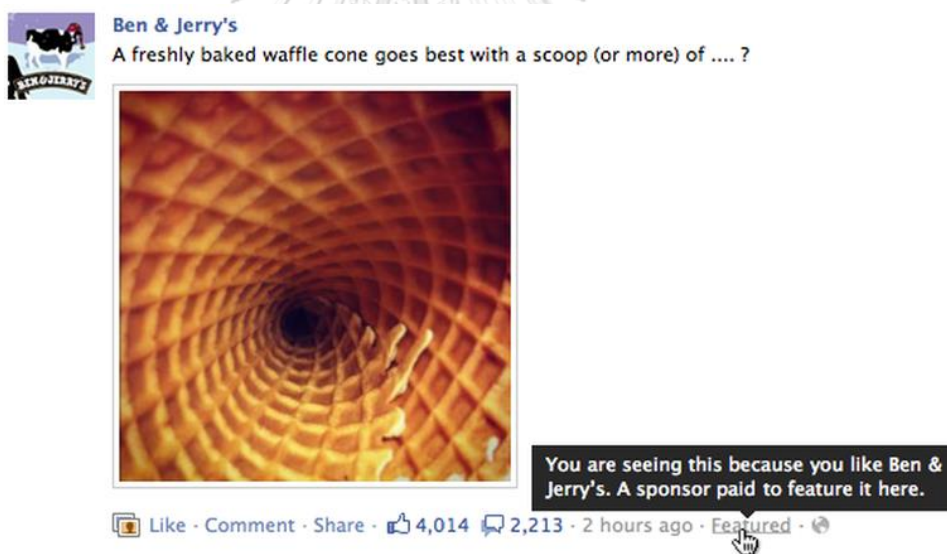 Ben & Jerry's
A freshly baked waffle cone goes best with a scoop (or more) of .... ?
BEN&JERRY'S
You are seeing this because you like Ben &
Jerry's. A sponsor paid to feature it here.
Like · Comment · Share · 4,014 2,213 · 2 hours ago · Featured ·